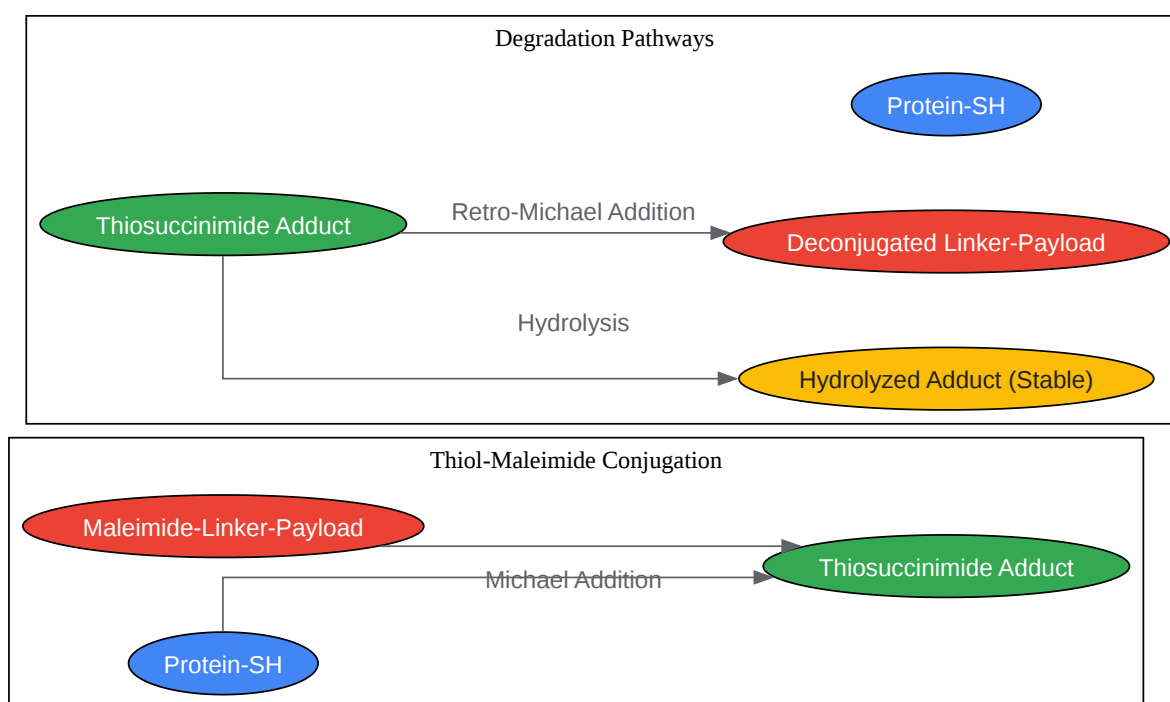 Degradation Pathways
Protein-SH
Thiosuccinimide Adduct
Retro-Michael Addition
Deconjugated Linker-Payload
Hydrolysis
Hydrolyzed Adduct (Stable)
Thiol-Maleimide Conjugation
Maleimide-Linker-Payload
Michael Addition
Thiosuccinimide Adduct
Protein-SH